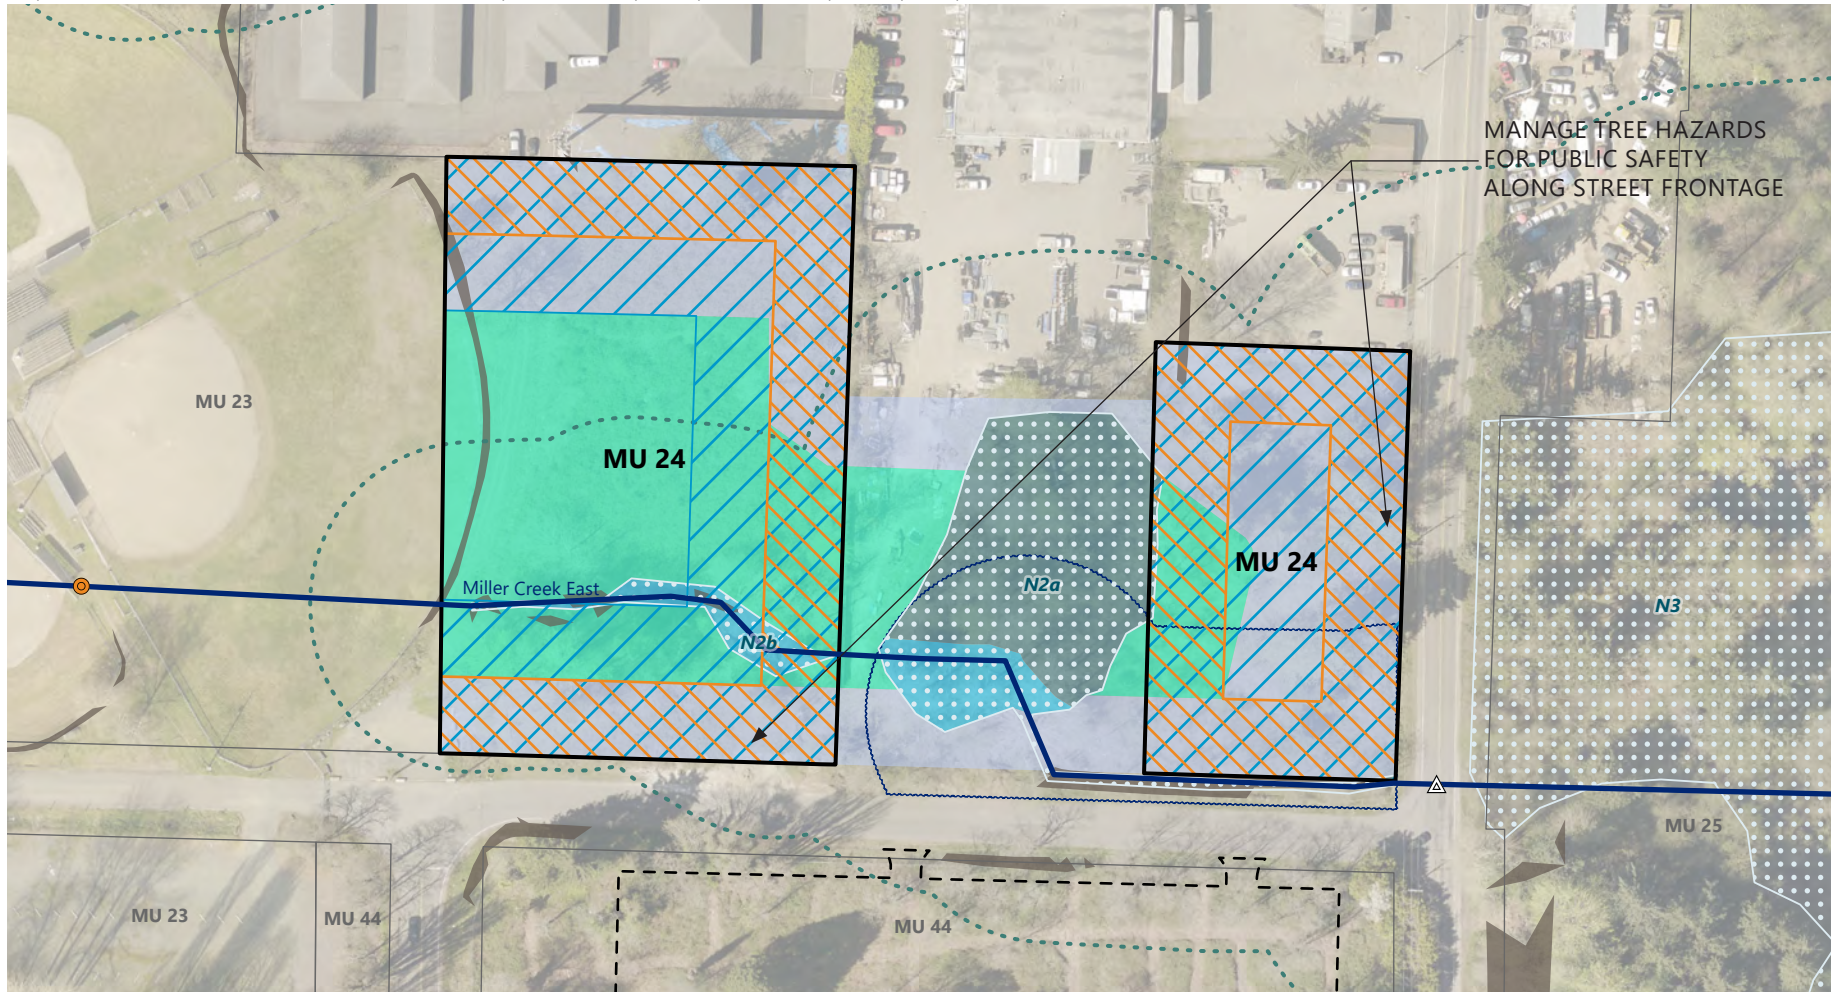 MANAGE TREE HAZARDS
FOR PUBLIC SAFETY
ALONG STREET FRONTAGE
MU 23
MU 24
MU 24
Miller Creek East
N2a
N2b
N3
MU 25
MU 23
MU 44
MU 44